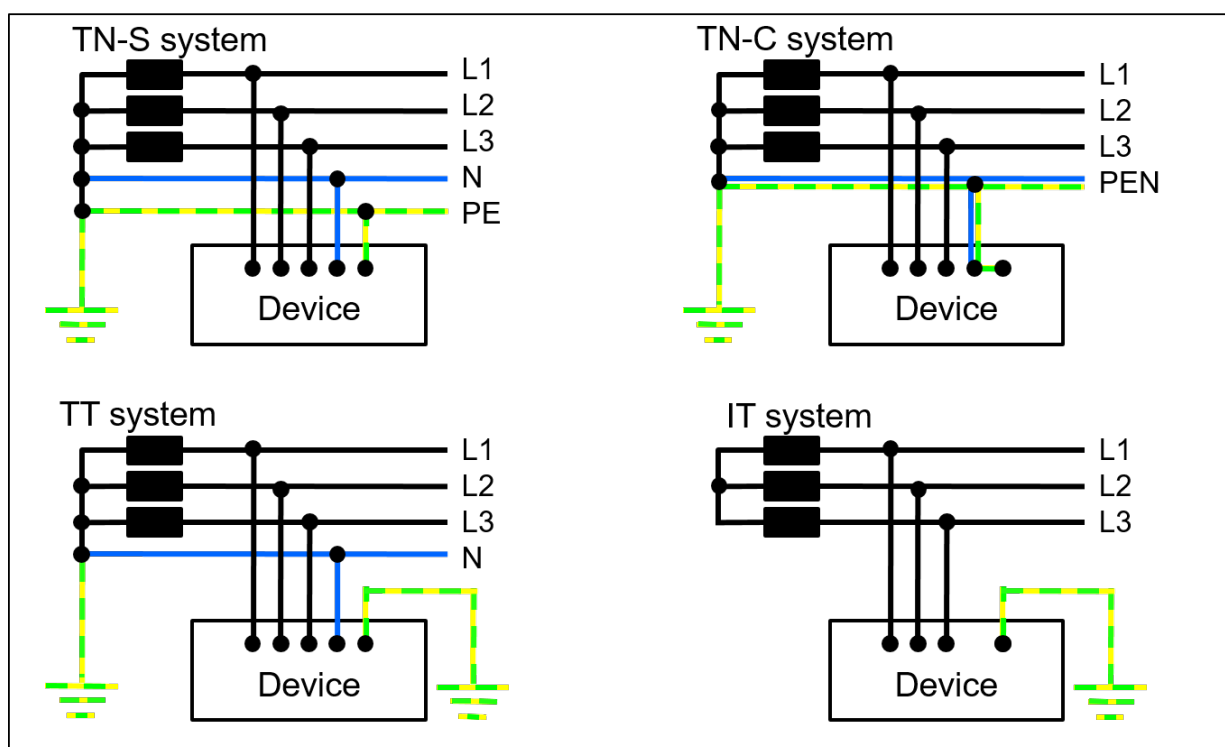 TN-S system
L1
L2
L3
N
PE
Device
TN-C system
L1
L2
L3
PEN
Device
TT system
L1
L2
L3
N
Device
IT system
L1
L2
L3
Device